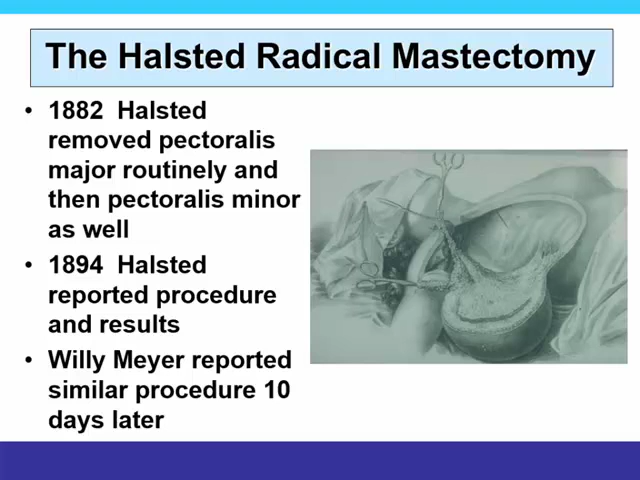 The Halsted Radical Mastectomy
• 1882 Halsted
removed pectoralis
major routinely and
then pectoralis minor
as well
• 1894 Halsted
reported procedure
and results
• Willy Meyer reported
similar procedure 10
days later